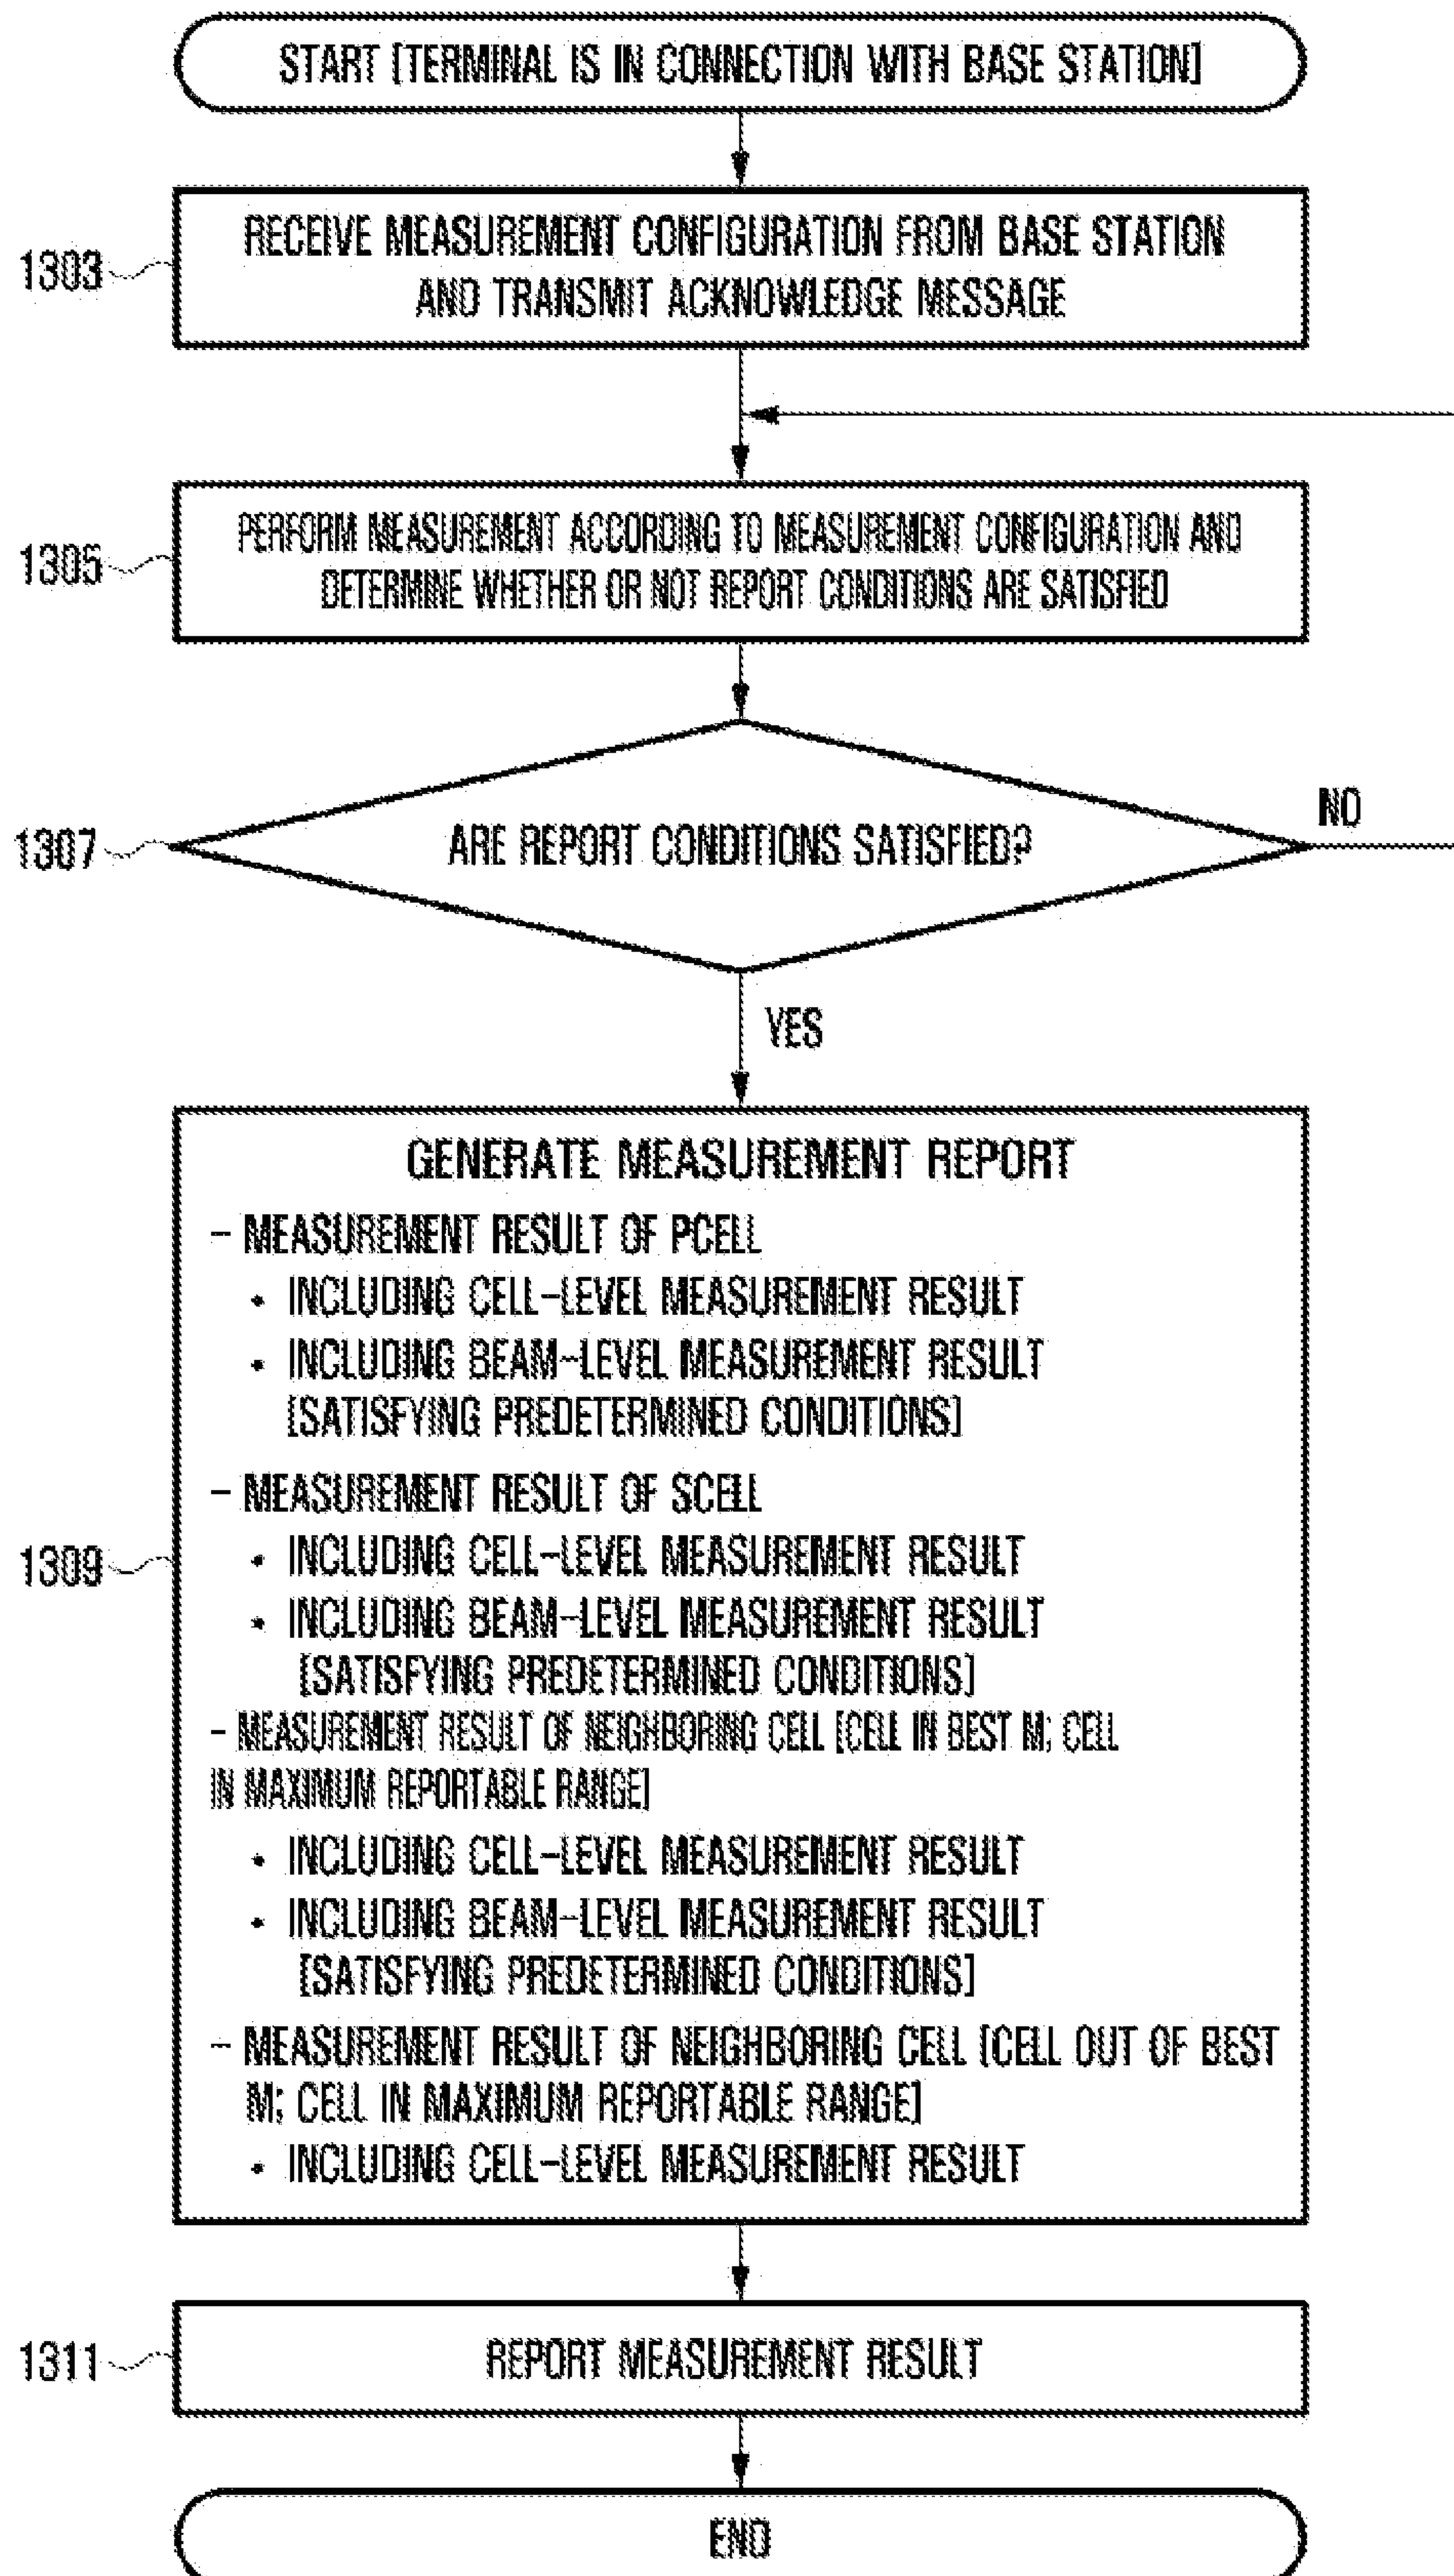 START [TERMINAL IS IN CONNECTION WITH BASE STATION]
1303
RECEIVE MEASUREMENT CONFIGURATION FROM BASE STATION
AND TRANSMIT ACKNOWLEDGE MESSAGE
1305
PERFORM MEASUREMENT ACCORDING TO MEASUREMENT CONFIGURATION AND
DETERMINE WHETHER OR NOT REPORT CONDITIONS ARE SATISFIED
1307
ARE REPORT CONDITIONS SATISFIED?
NO
YES
1309
GENERATE MEASUREMENT REPORT
– MEASUREMENT RESULT OF PCELL
• INCLUDING CELL-LEVEL MEASUREMENT RESULT
• INCLUDING BEAM-LEVEL MEASUREMENT RESULT
[SATISFYING PREDETERMINED CONDITIONS]
– MEASUREMENT RESULT OF SCELL
• INCLUDING CELL-LEVEL MEASUREMENT RESULT
• INCLUDING BEAM-LEVEL MEASUREMENT RESULT
[SATISFYING PREDETERMINED CONDITIONS]
– MEASUREMENT RESULT OF NEIGHBORING CELL [CELL IN BEST M; CELL
IN MAXIMUM REPORTABLE RANGE]
• INCLUDING CELL-LEVEL MEASUREMENT RESULT
• INCLUDING BEAM-LEVEL MEASUREMENT RESULT
[SATISFYING PREDETERMINED CONDITIONS]
– MEASUREMENT RESULT OF NEIGHBORING CELL [CELL OUT OF BEST
M; CELL IN MAXIMUM REPORTABLE RANGE]
• INCLUDING CELL-LEVEL MEASUREMENT RESULT
1311
REPORT MEASUREMENT RESULT
END